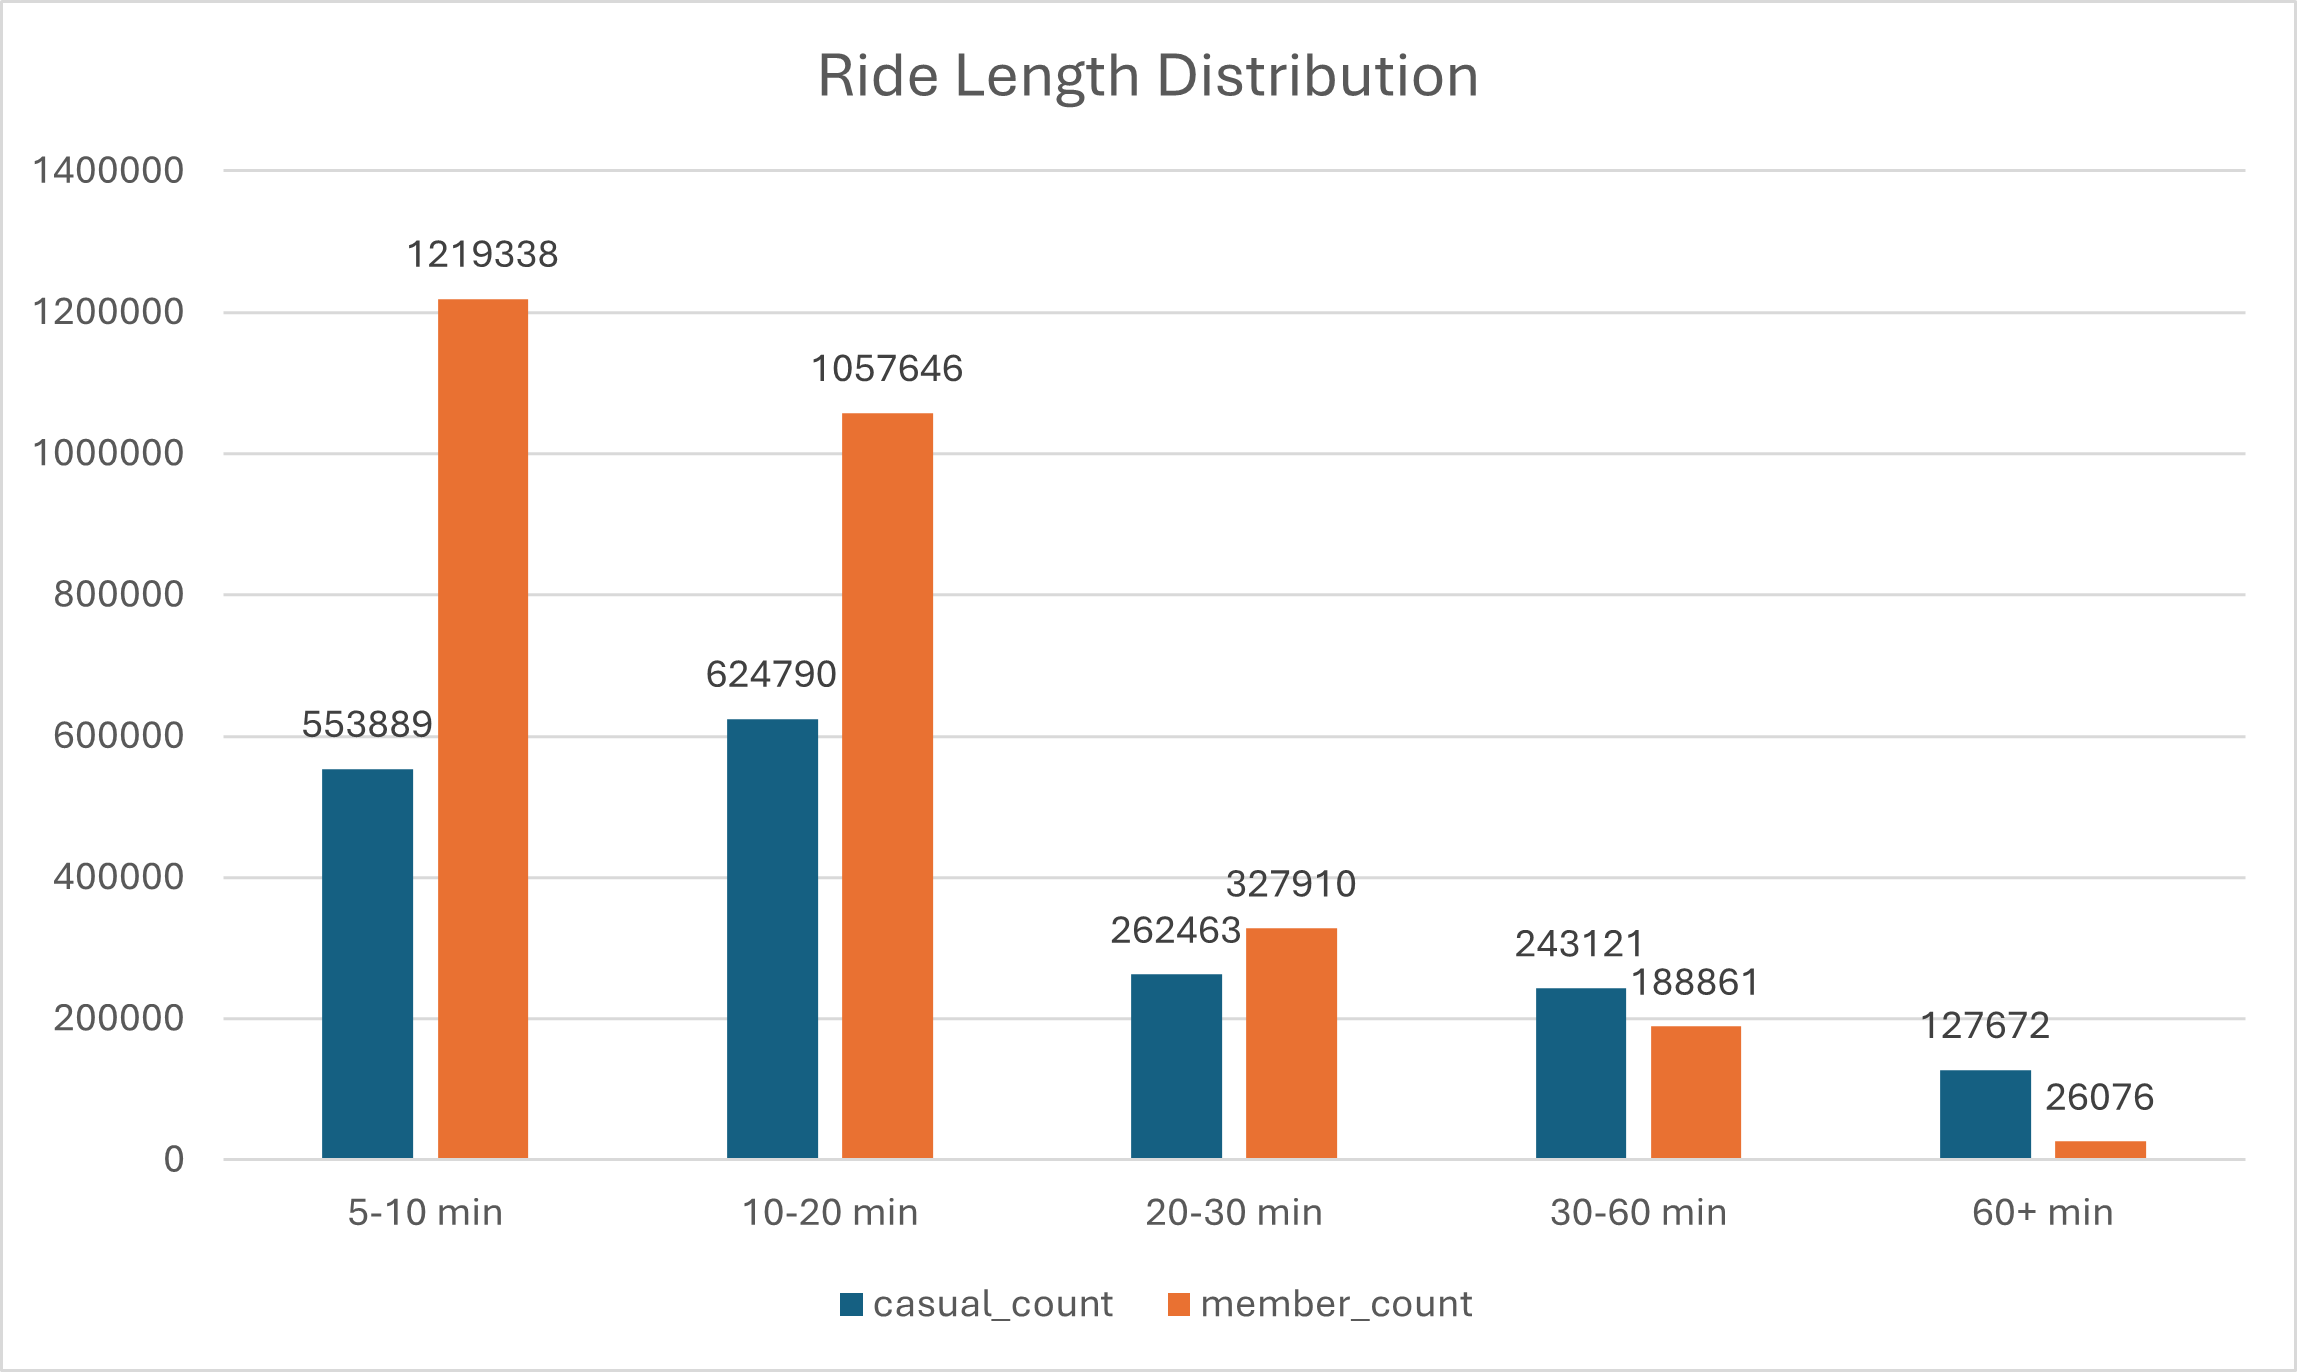 Ride Length Distribution
1400000
1200000
1000000
800000
600000
400000
200000
0
553889
1219338
624790
1057646
262463
327910
243121
188861
127672
26076
5-10 min
10-20 min
20-30 min
30-60 min
60+ min
casual_count
member_count